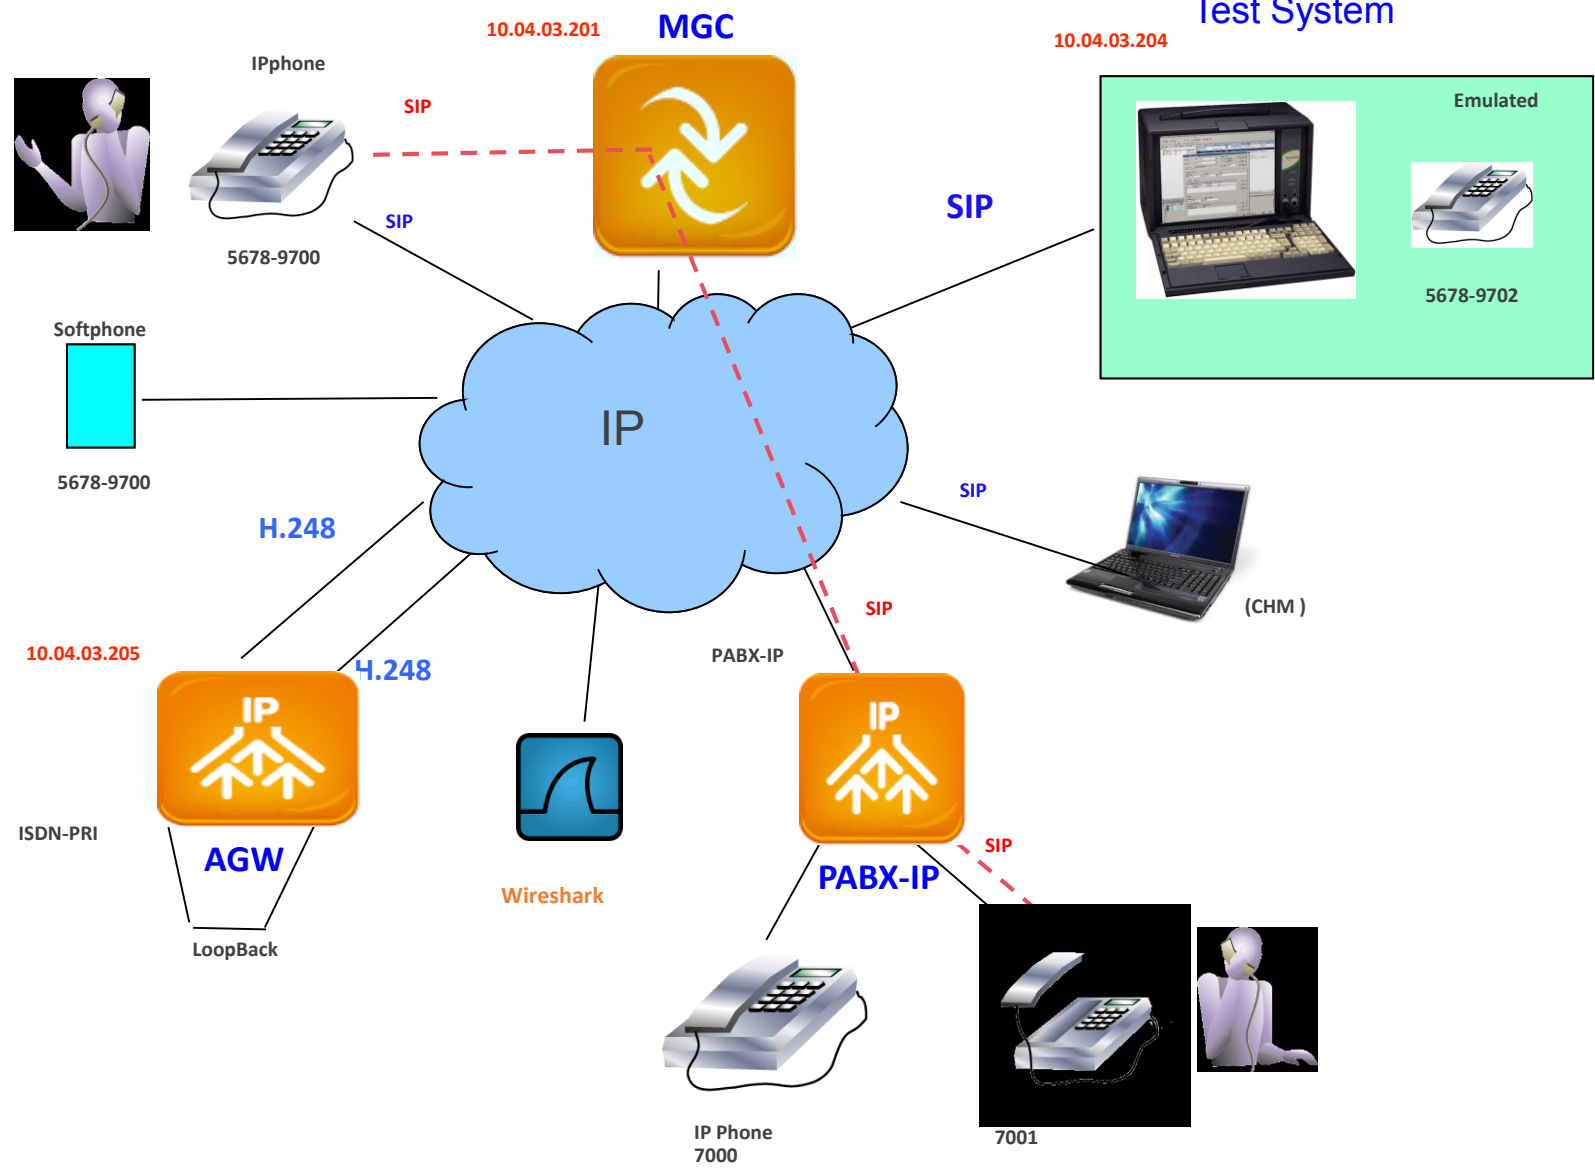 Test System
MGC
10.04.03.201
10.04.03.204
IPphone
SIP
Emulated
SIP
SIP
5678-9700
5678-9702
Softphone
IP
5678-9700
SIP
H.248
(CHM )
SIP
10.04.03.205
PABX-IP
H.248
IP
IP
ISDN-PRI
AGW
SIP
PABX-IP
Wireshark
LoopBack
IP Phone
7000
7001